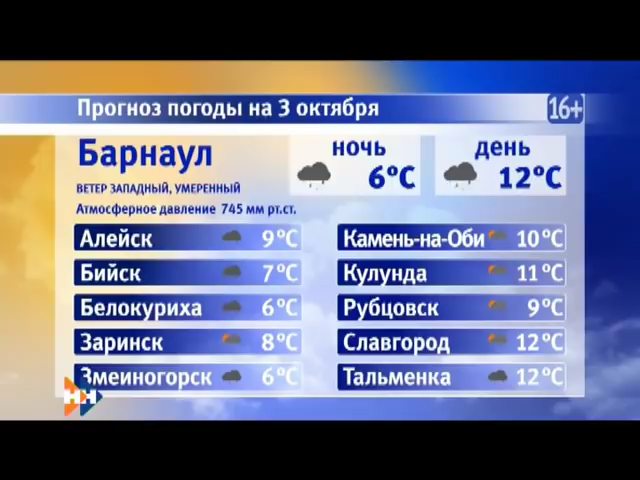 Прогноз погоды на 3 октября
16+
Барнаул
ВЕТЕР ЗАПАДНЫЙ, УМЕРЕННЫЙ
Атмосферное давление 745 мм рт.ст.
ночь
6°C
день
12°C
Алейск 9°C
Бийск 7°C
Белокуриха 6°C
Заринск 8°C
Змеиногорск 6°C
Камень-на-Оби 10°C
Кулунда 11°C
Рубцовск 9°C
Славгород 12°C
Тальменка 12°C
НН